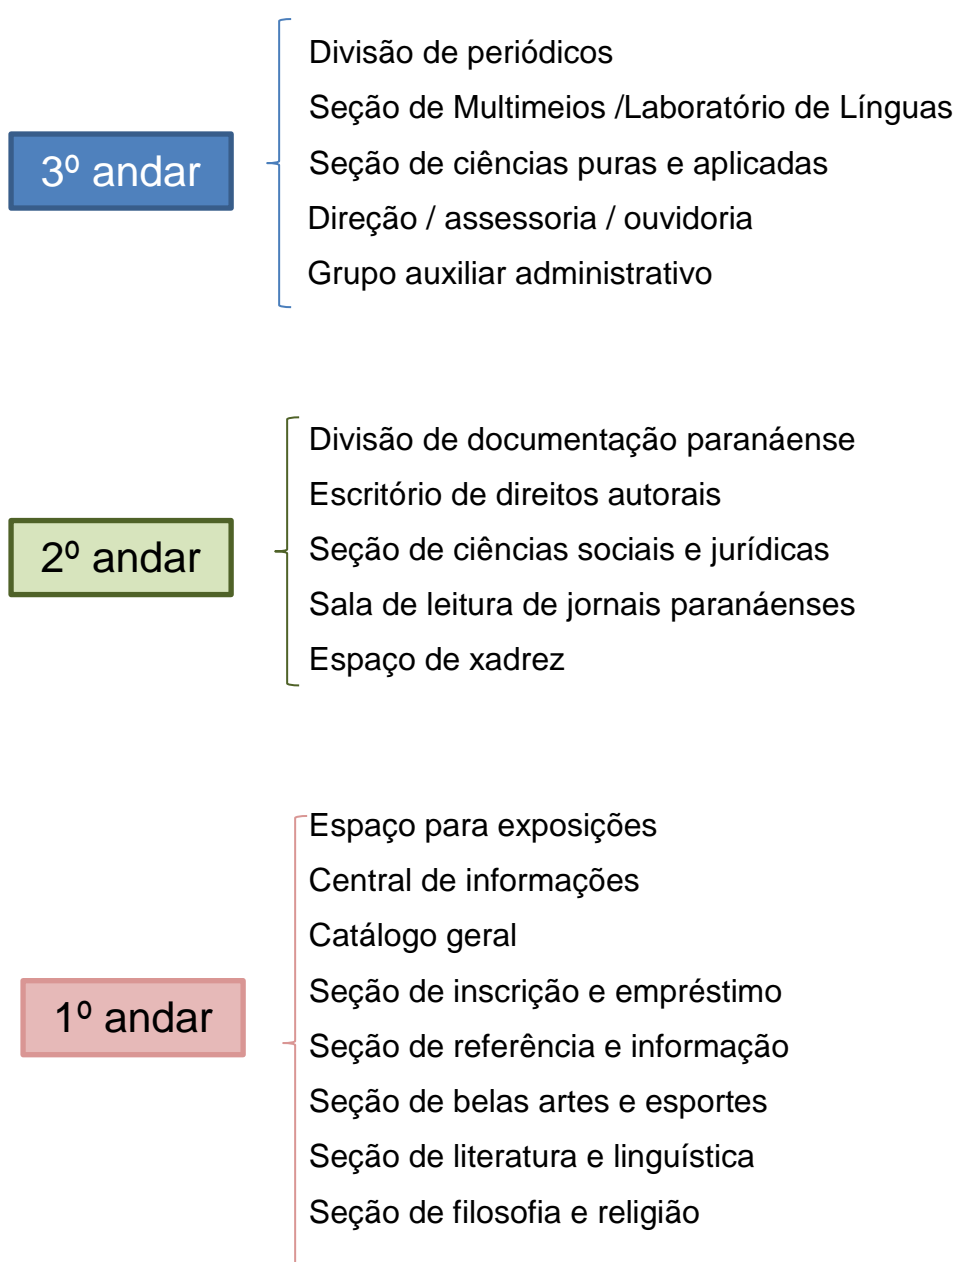 Divisão de periódicos
Seção de Multimeios /Laboratório de Línguas
3º andar
Seção de ciências puras e aplicadas
Direção / assessoria / ouvidoria
Grupo auxiliar administrativo
Divisão de documentação paranáense
Escritório de direitos autorais
2º andar
Seção de ciências sociais e jurídicas
Sala de leitura de jornais paranáenses
Espaço de xadrez
Espaço para exposições
Central de informações
Catálogo geral
Seção de inscrição e empréstimo
1º andar
Seção de referência e informação
Seção de belas artes e esportes
Seção de literatura e linguística
Seção de filosofia e religião